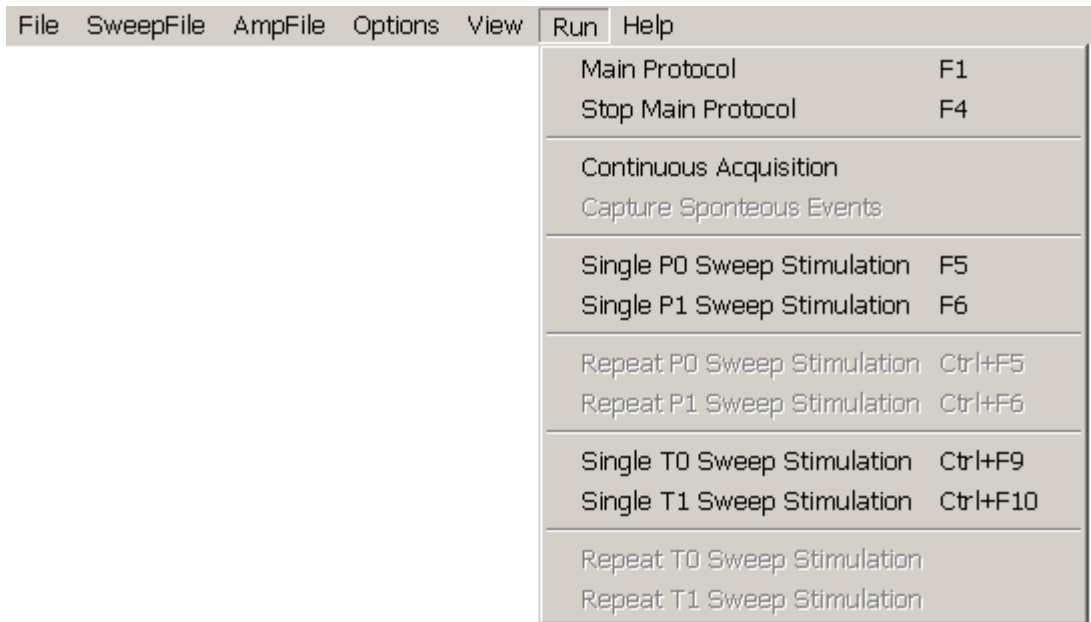 File SweepFile AmpFile Options View Run Help
Main Protocol F1
Stop Main Protocol F4
Continuous Acquisition
Capture Sponteous Events
Single P0 Sweep Stimulation F5
Single P1 Sweep Stimulation F6
Repeat P0 Sweep Stimulation Ctrl+F5
Repeat P1 Sweep Stimulation Ctrl+F6
Single T0 Sweep Stimulation Ctrl+F9
Single T1 Sweep Stimulation Ctrl+F10
Repeat T0 Sweep Stimulation
Repeat T1 Sweep Stimulation